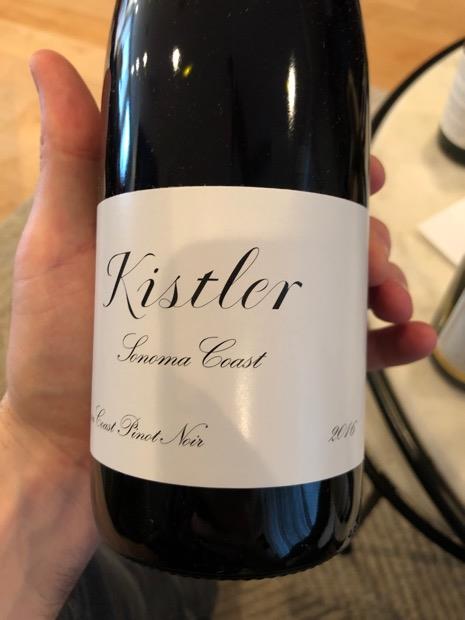 Kistler
Sonoma Coast
Coast Pinot Noir 2016